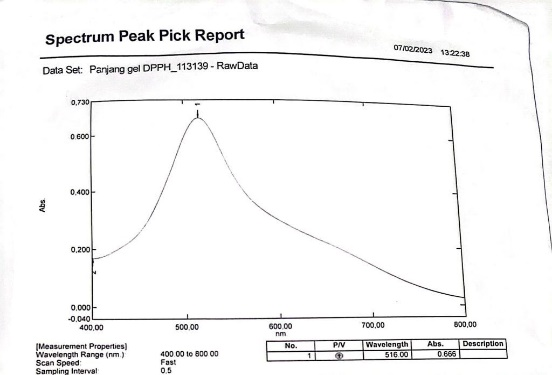 Spectrum Peak Pick Report
07/02/2023 13:22:38
Data Set: Panjang gel DPPH_113139 - RawData
0.730
0.600
0.400
0.200
0.000
-0.040
Abs.
1
2
400.00 500.00 600.00 700.00 800.00
nm
[Measurement Properties]
Wavelength Range (nm.) 400.00 to 800.00
Scan Speed: Fast
Sampling Interval: 0.5
No. P/V Wavelength Abs. Description
1 516.00 0.666